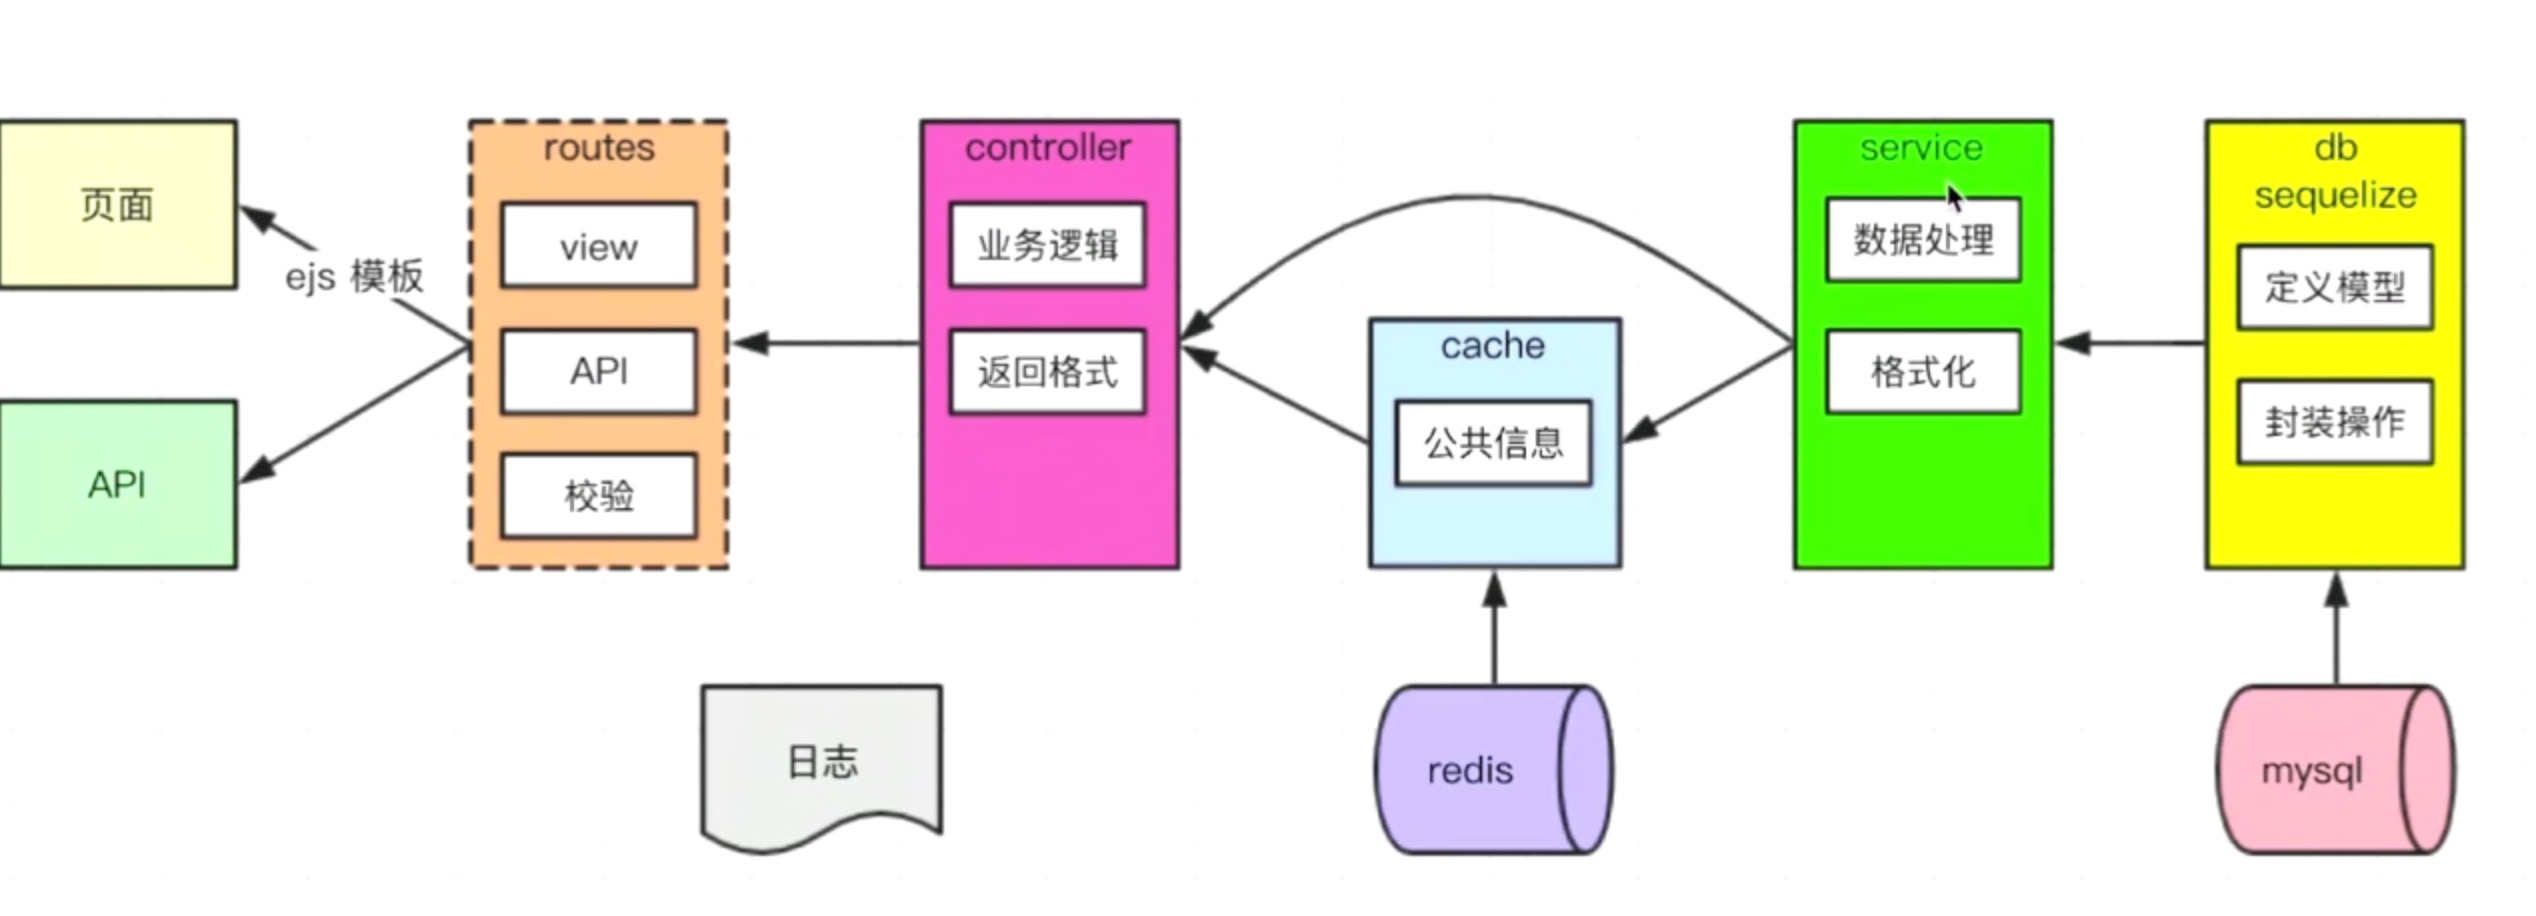 页面
API
ejs 模板
routes
view
API
校验
controller
业务逻辑
返回格式
cache
公共信息
service
数据处理
格式化
db
sequelize
定义模型
封装操作
日志
redis
mysql